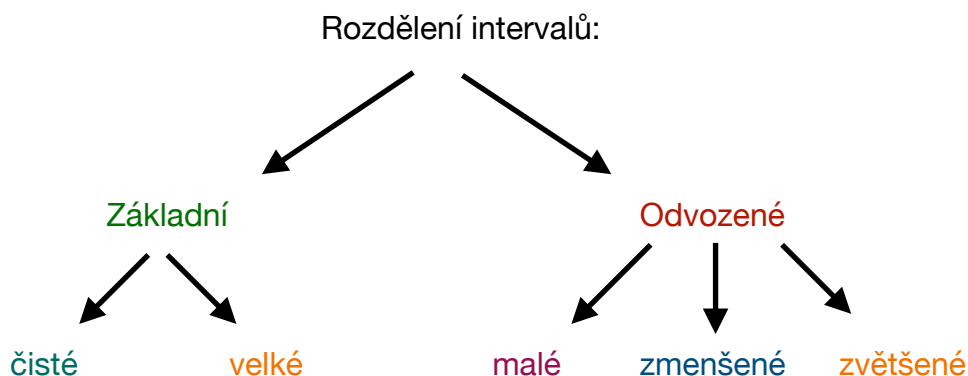 Rozdělení intervalů:
Základní Odvozené
čisté velké malé zmenšené zvětšené